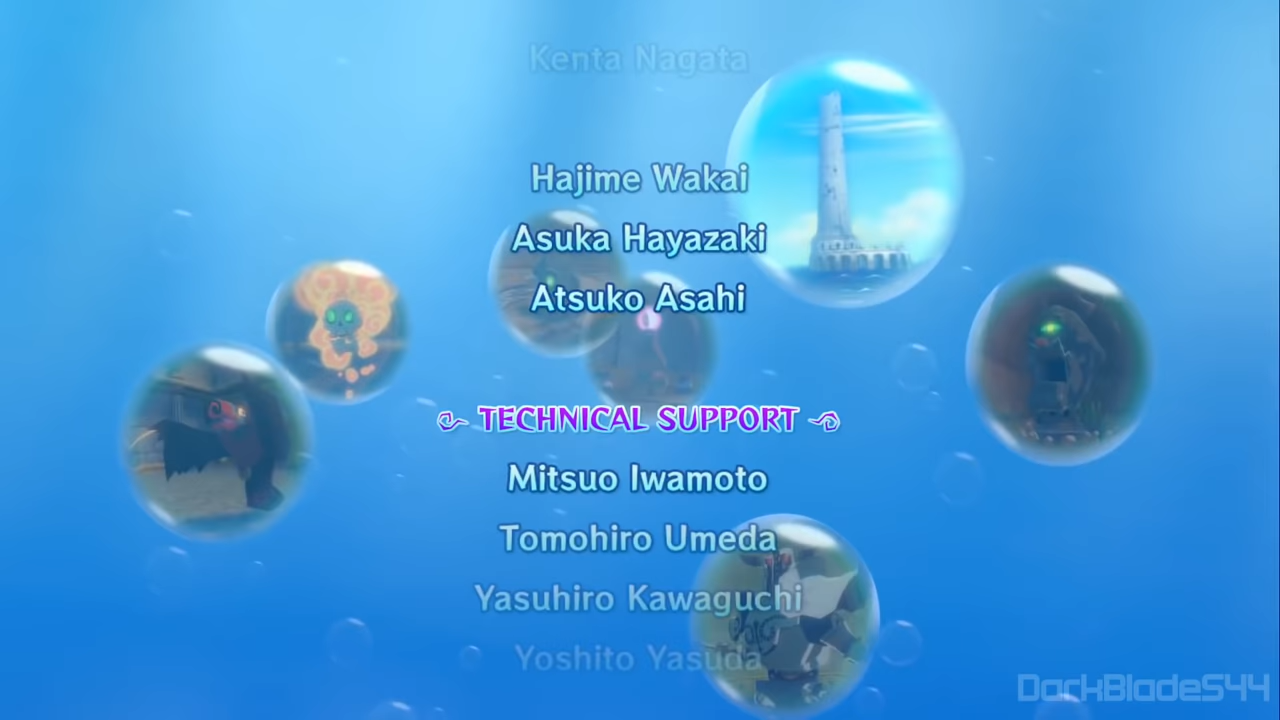 Kenta Nagata
Hajime Wakai
Asuka Hayazaki
Atsuko Asahi
TECHNICAL SUPPORT
Mitsuo Iwamoto
Tomohiro Umeda
Yasuhiro Kawaguchi
Yoshito Yasuda
DarkBlade544